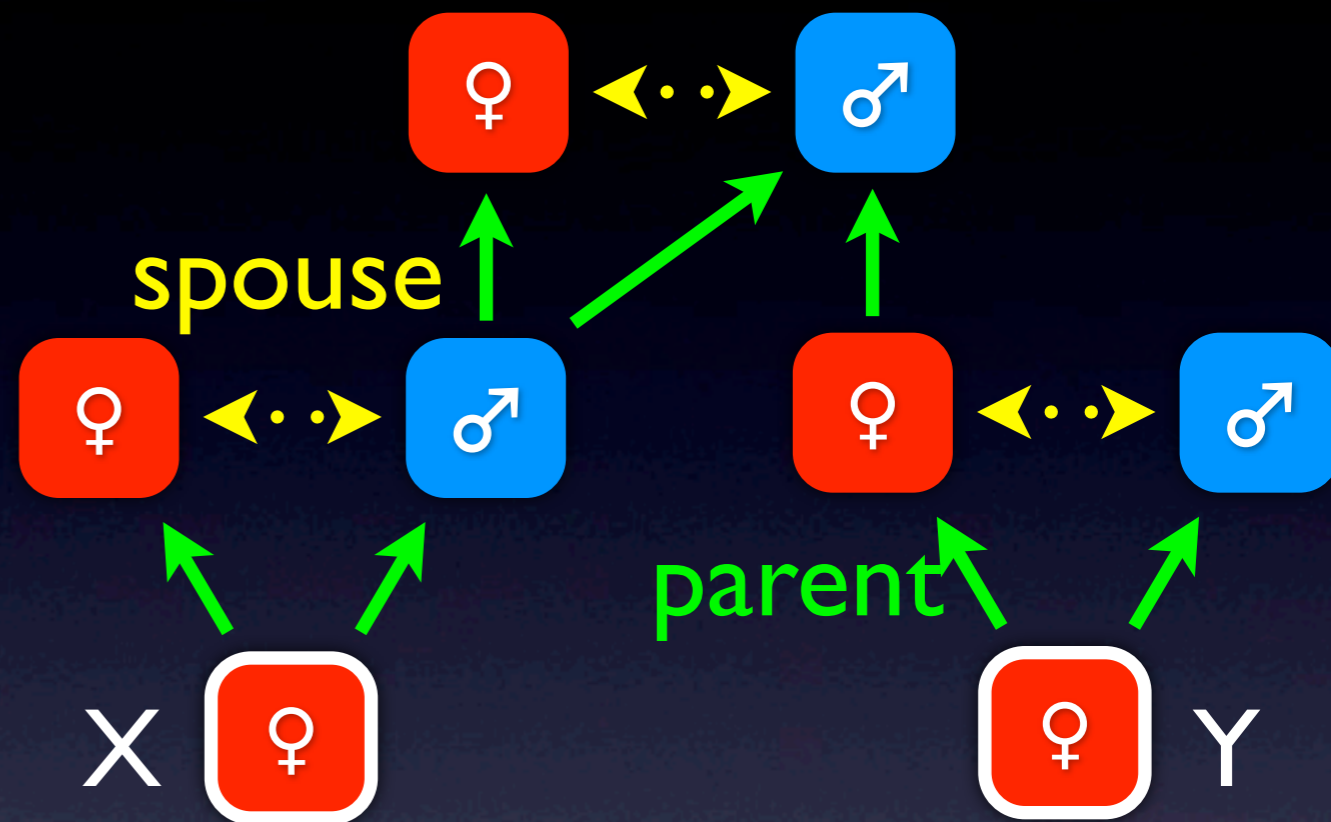 ♀ ♂
spouse
♀ ♂ ♀ ♂
parent
X ♀ ♀ Y